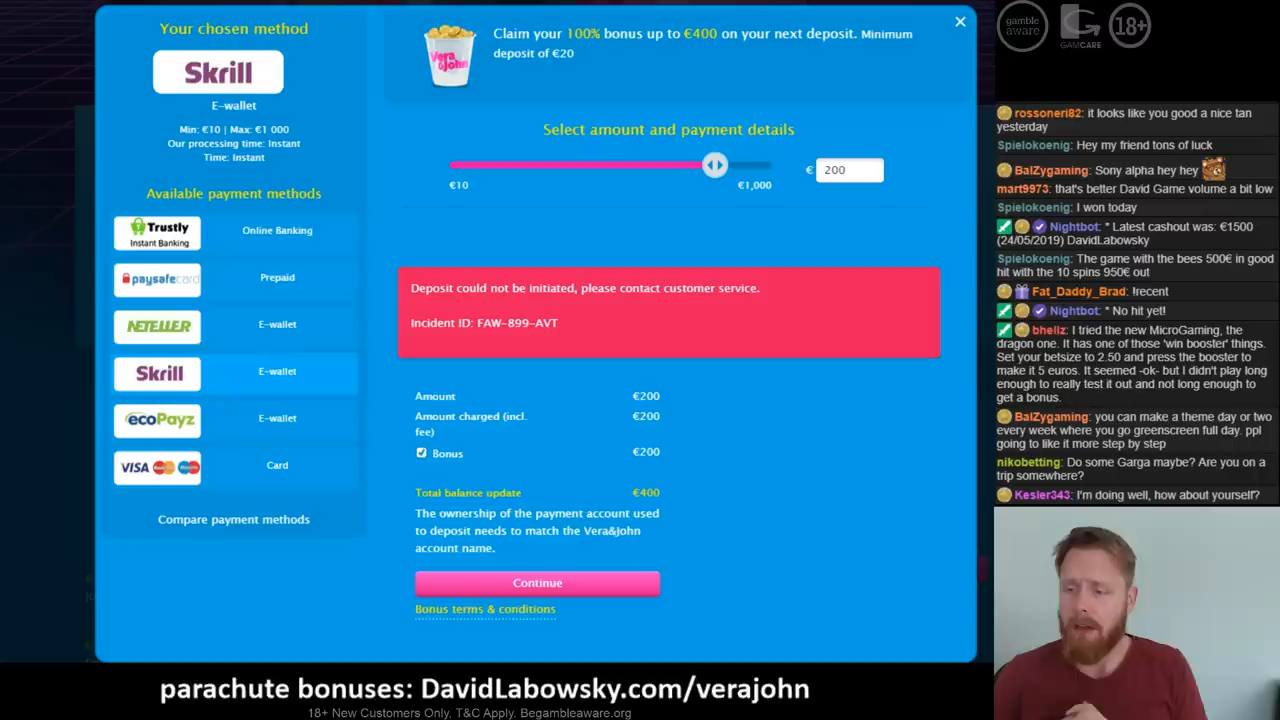 Your chosen method
Skrill
E-wallet
Min: €10 | Max: €1 000
Our processing time: Instant
Time: Instant
Available payment methods
Trustly
Instant Banking
Online Banking
paysafecard
Prepaid
NETELLER
E-wallet
Skrill
E-wallet
ecoPayz
E-wallet
VISA
Card
Compare payment methods
Vera&John
Claim your 100% bonus up to €400 on your next deposit. Minimum
deposit of €20
Select amount and payment details
€10
€1,000
€ 200
Deposit could not be initiated, please contact customer service.
Incident ID: FAW-899-AVT
Amount €200
Amount charged (incl. €200
fee)
Bonus €200
Total balance update €400
The ownership of the payment account used
to deposit needs to match the Vera&John
account name.
Continue
Bonus terms & conditions
gamble
aware
GAMCARE
18+
rossoneri82: it looks like you good a nice tan
yesterday
Spielokoenig: Hey my friend tons of luck
BalZygaming: Sony alpha hey hey
mart9973: that's better David Game volume a bit low
Spielokoenig: I won today
Nightbot: * Latest cashout was: €1500
(24/05/2019) DavidLabowsky
Spielokoenig: The game with the bees 500€ in good
hit with the 10 spins 950€ out
Fat_Daddy_Brad: !recent
Nightbot: * No hit yet!
bheliz: I tried the new MicroGaming, the
dragon one. It has one of those 'win booster' things.
Set your betsize to 2.50 and press the booster to
make it 5 euros. It seemed -ok- but I didn't play long
enough to really test it out and not long enough to
get a bonus.
BalZygaming: you can make a theme day or two
every week where you go greenscreen full day. ppl
going to like it more step by step
nikobetting: Do some Garga maybe? Are you on a
trip somewhere?
Kesler343: I'm doing well, how about yourself?
parachute bonuses: DavidLabowsky.com/verajohn
18+ New Customers Only, T&C Apply. Begambleaware.org